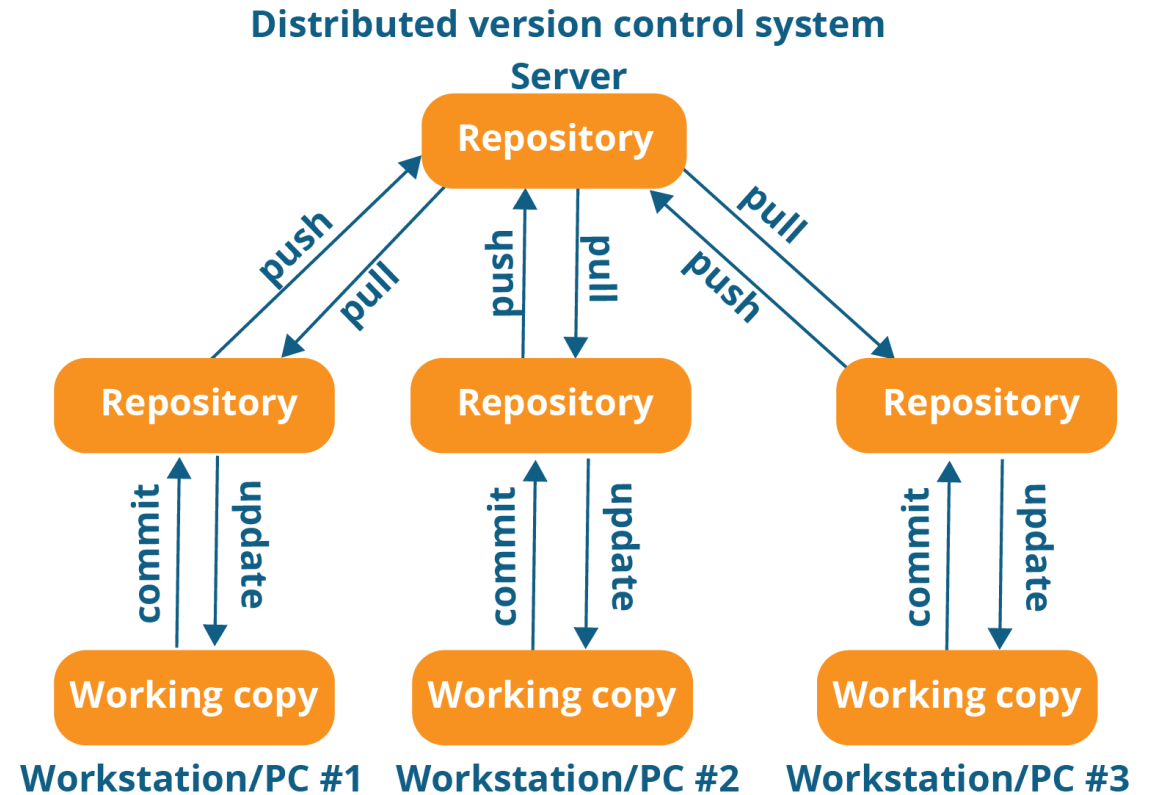 Distributed version control system
Server
Repository
push
pull
push
pull
push
pull
Repository
Repository
Repository
commit
update
commit
update
commit
update
Working copy
Working copy
Working copy
Workstation/PC #1
Workstation/PC #2
Workstation/PC #3